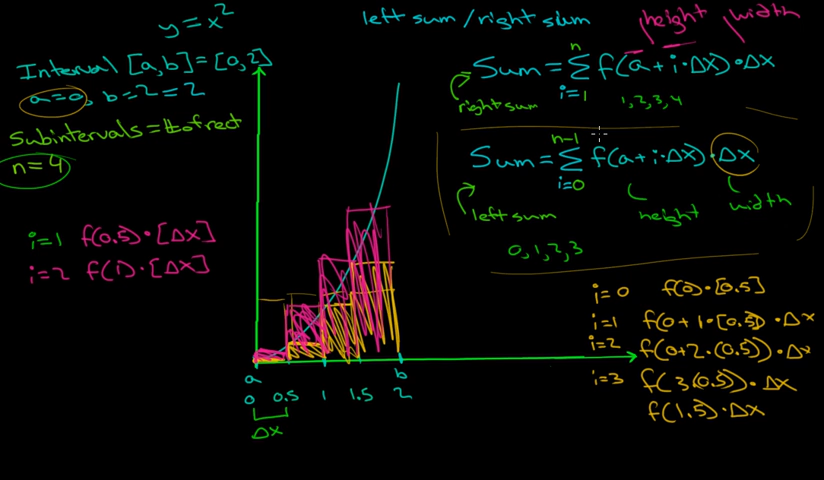 y = x²
left sum / right sum
height width
Interval [a,b] = [0,2]
a=0, b=2=2
Subintervals = # of rect
n=4
Sum = Σ f(a+i·Δx)·Δx
n
i=1
right sum
1,2,3,4
Sum = Σ f(a+i·Δx)·Δx
n-1
i=0
left sum
height
width
0,1,2,3
i=1 f(0.5)·[Δx]
i=2 f(1)·[Δx]
i=0 f(0)·[0.5]
i=1 f(0+1·[0.5])·Δx
i=2 f(0+2·(0.5))·Δx
i=3 f(3(0.5))·Δx
f(1.5)·Δx
a b
0 0.5 1 1.5 2
Δx